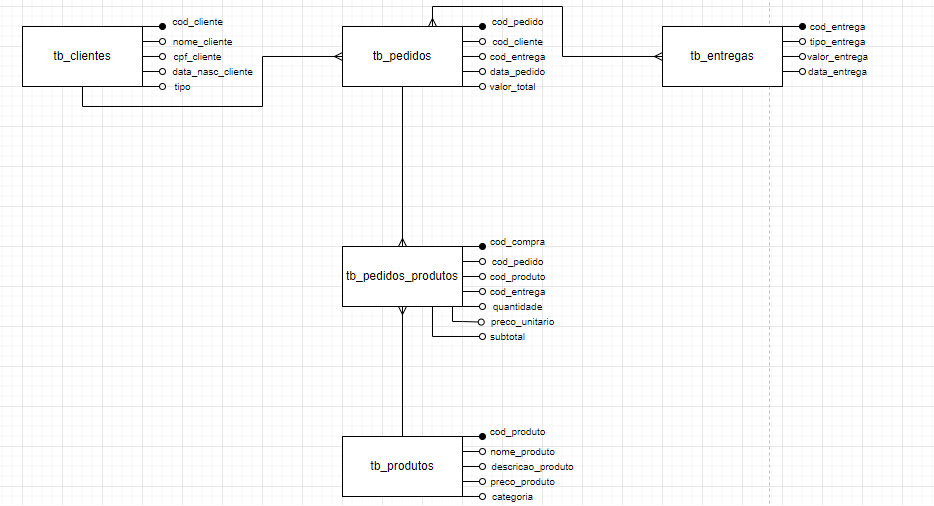 tb_clientes
cod_cliente
nome_cliente
cpf_cliente
data_nasc_cliente
tipo
tb_pedidos
cod_pedido
cod_cliente
cod_entrega
data_pedido
valor_total
tb_entregas
cod_entrega
tipo_entrega
valor_entrega
data_entrega
tb_pedidos_produtos
cod_compra
cod_pedido
cod_produto
cod_entrega
quantidade
preco_unitario
subtotal
tb_produtos
cod_produto
nome_produto
descricao_produto
preco_produto
categoria